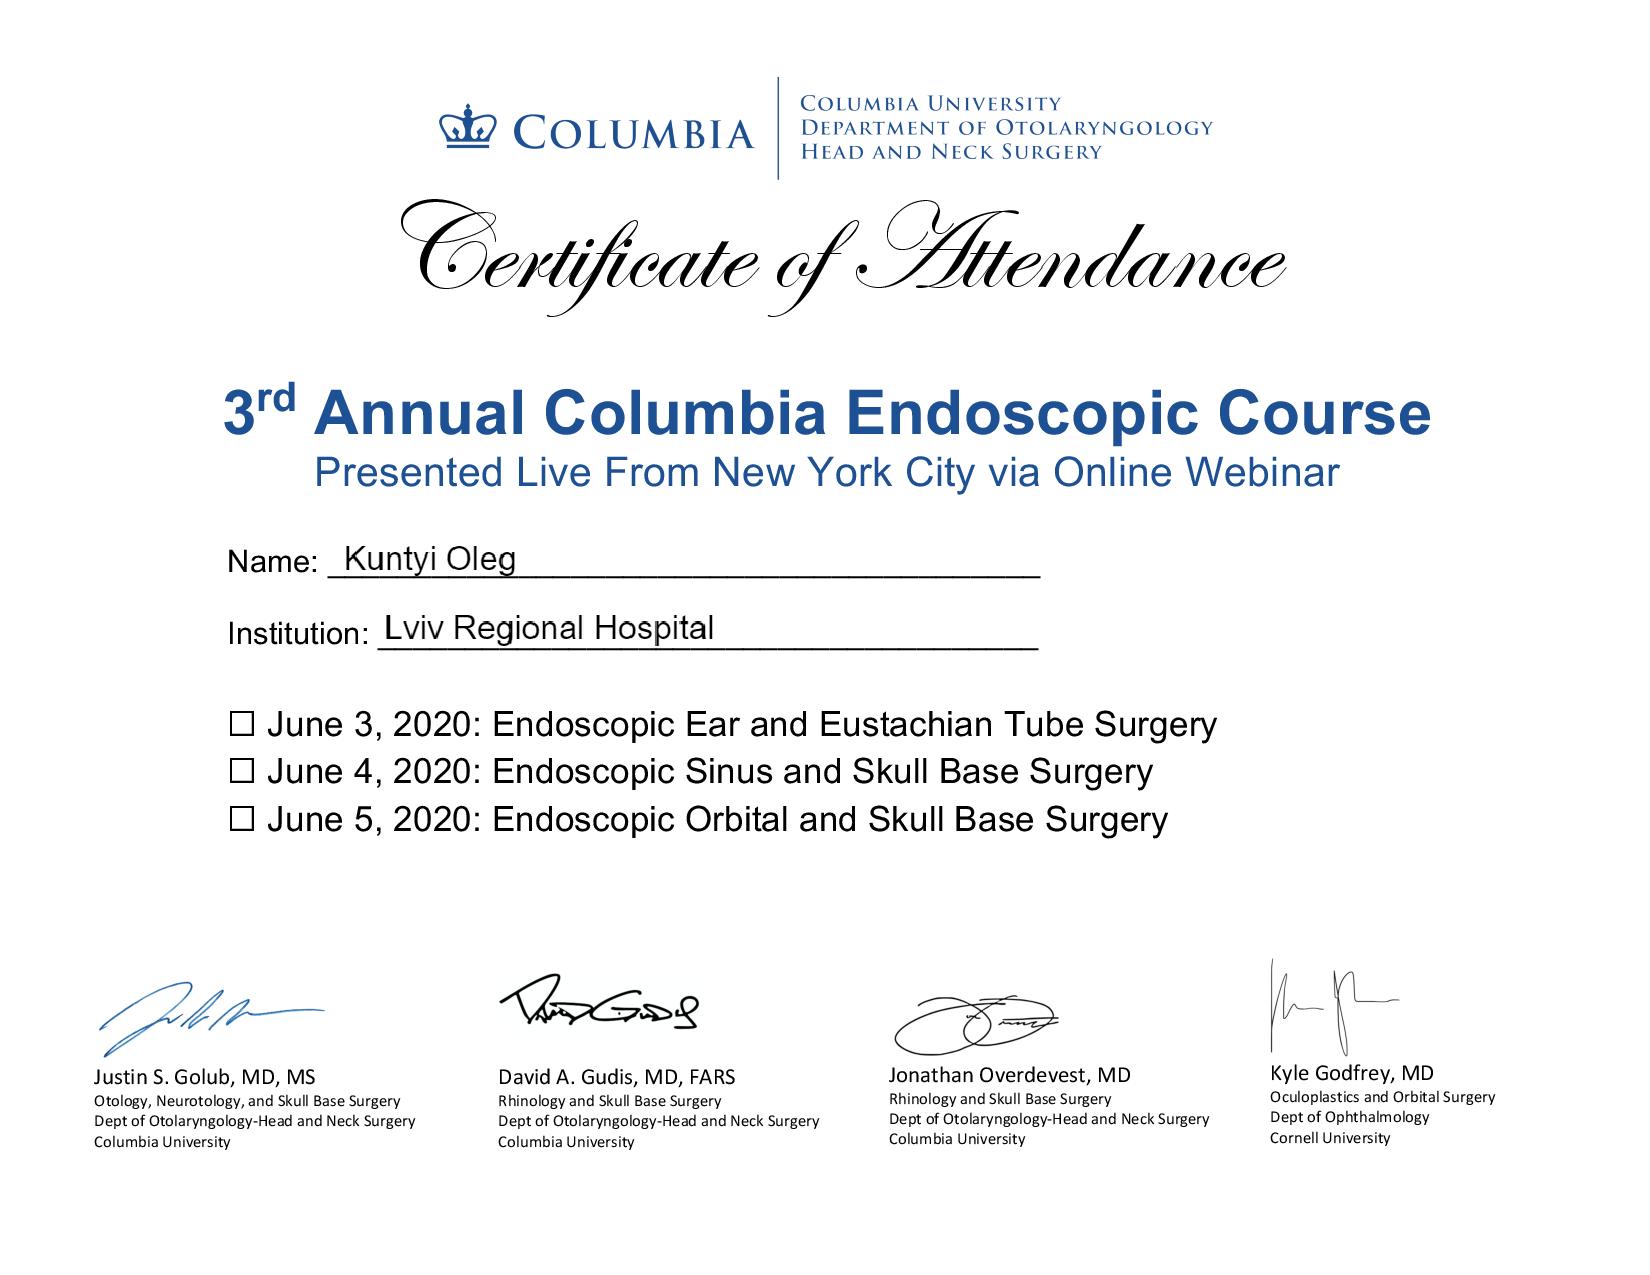 COLUMBIA
COLUMBIA UNIVERSITY
DEPARTMENT OF OTOLARYNGOLOGY
HEAD AND NECK SURGERY
Certificate of Attendance
3rd Annual Columbia Endoscopic Course
Presented Live From New York City via Online Webinar
Name: Kuntyi Oleg
Institution: Lviv Regional Hospital
☐ June 3, 2020: Endoscopic Ear and Eustachian Tube Surgery
☐ June 4, 2020: Endoscopic Sinus and Skull Base Surgery
☐ June 5, 2020: Endoscopic Orbital and Skull Base Surgery
Justin S. Golub, MD, MS
Otology, Neurotology, and Skull Base Surgery
Dept of Otolaryngology-Head and Neck Surgery
Columbia University
David A. Gudis, MD, FARS
Rhinology and Skull Base Surgery
Dept of Otolaryngology-Head and Neck Surgery
Columbia University
Jonathan Overdevest, MD
Rhinology and Skull Base Surgery
Dept of Otolaryngology-Head and Neck Surgery
Columbia University
Kyle Godfrey, MD
Oculoplastics and Orbital Surgery
Dept of Ophthalmology
Cornell University